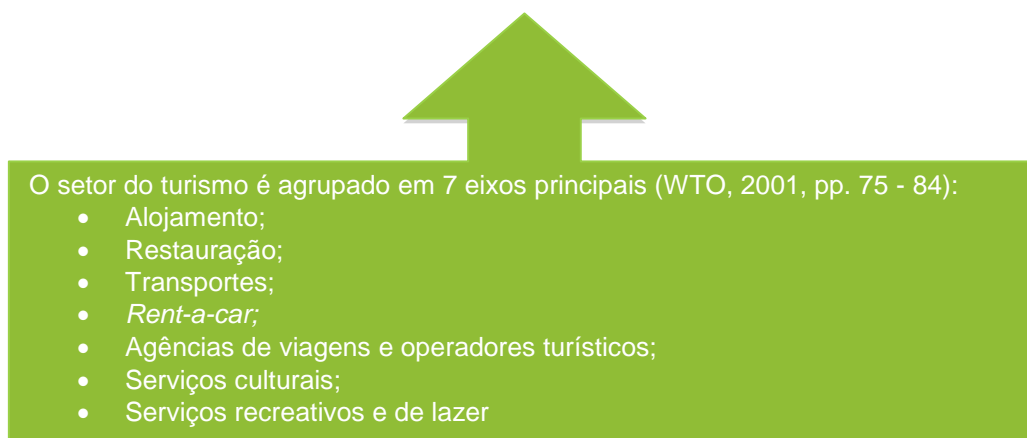 O setor do turismo é agrupado em 7 eixos principais (WTO, 2001, pp. 75 - 84):
• Alojamento;
• Restauração;
• Transportes;
• Rent-a-car;
• Agências de viagens e operadores turísticos;
• Serviços culturais;
• Serviços recreativos e de lazer